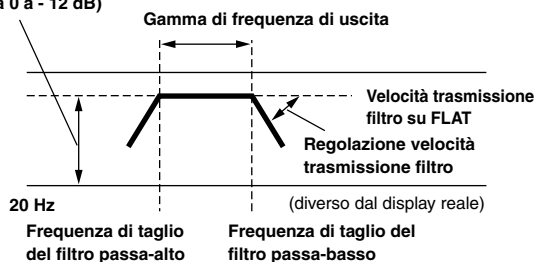 a 0 a - 12 dB)
Gamma di frequenza di uscita
Velocità trasmissione
filtro su FLAT
Regolazione velocità
trasmissione filtro
20 Hz
(diverso dal display reale)
Frequenza di taglio
del filtro passa-alto
Frequenza di taglio del
filtro passa-basso